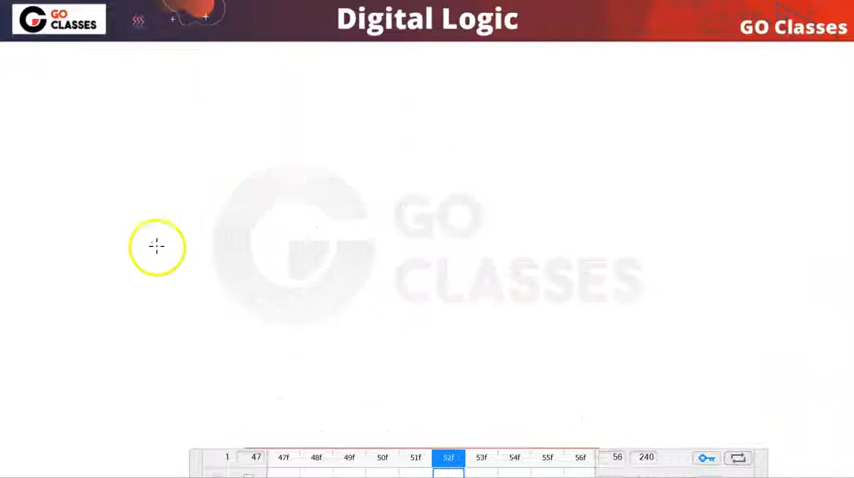 GO
CLASSES
Digital Logic
GO Classes
GO
CLASSES
1 47 47f 48f 49f 50f 51f 52f 53f 54f 55f 56f 56 240